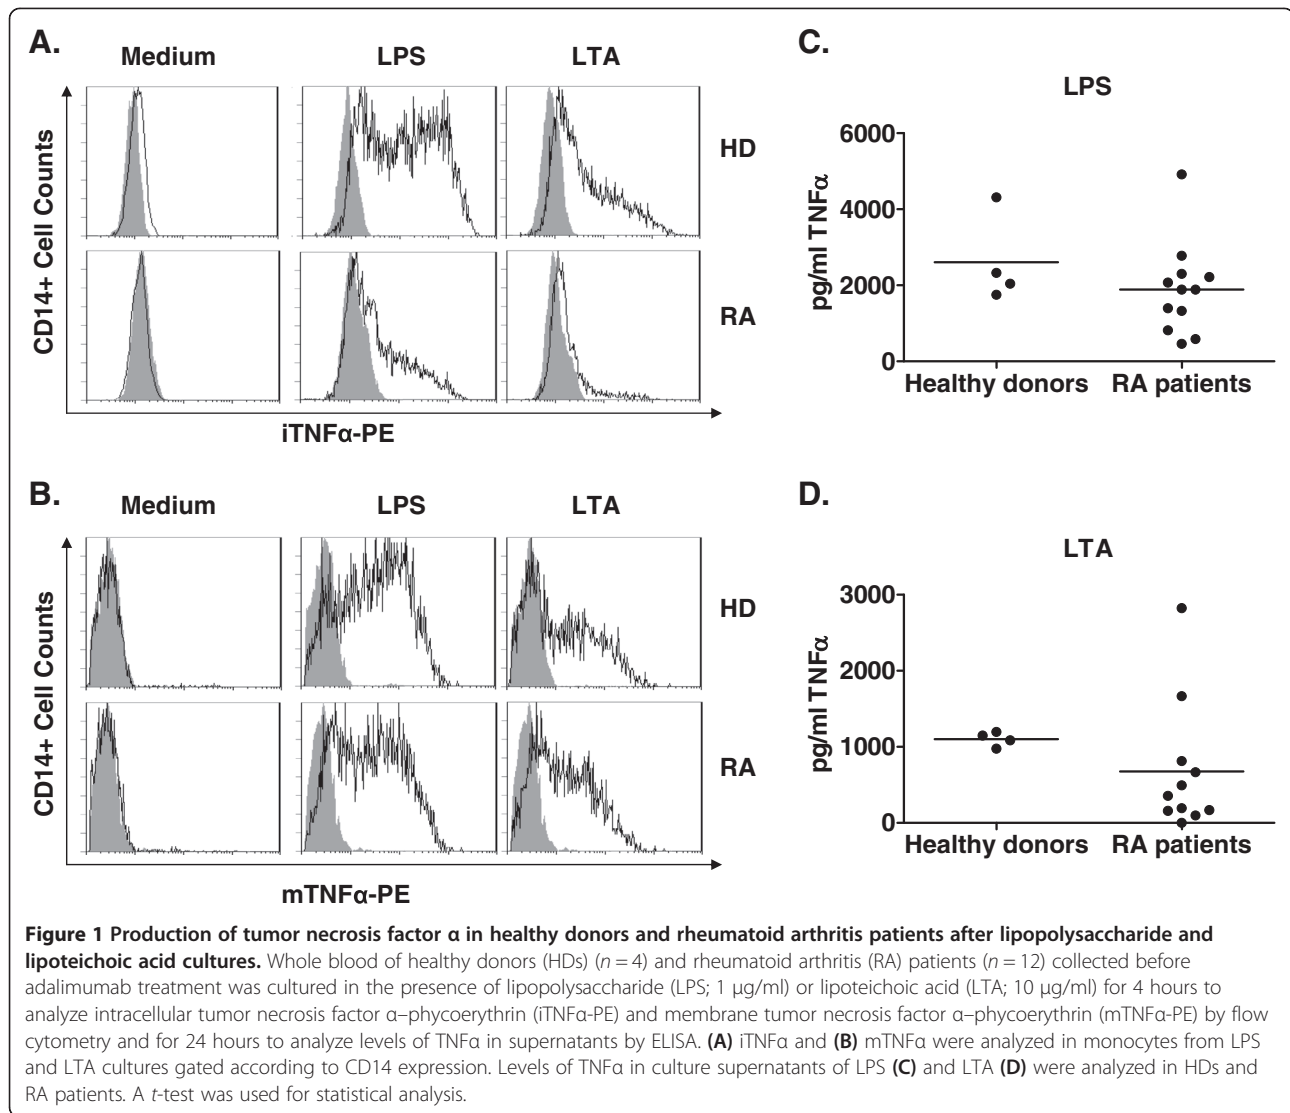 A.
Medium
LPS
LTA
HD
RA
CD14+ Cell Counts
iTNFα-PE
B.
Medium
LPS
LTA
HD
RA
CD14+ Cell Counts
mTNFα-PE
C.
LPS
6000
4000
2000
0
pg/ml TNFα
Healthy donors
RA patients
D.
LTA
3000
2000
1000
0
pg/ml TNFα
Healthy donors
RA patients
Figure 1 Production of tumor necrosis factor α in healthy donors and rheumatoid arthritis patients after lipopolysaccharide and
lipoteichoic acid cultures. Whole blood of healthy donors (HDs) (n = 4) and rheumatoid arthritis (RA) patients (n = 12) collected before
adalimumab treatment was cultured in the presence of lipopolysaccharide (LPS; 1 μg/ml) or lipoteichoic acid (LTA; 10 μg/ml) for 4 hours to
analyze intracellular tumor necrosis factor α–phycoerythrin (iTNFα-PE) and membrane tumor necrosis factor α–phycoerythrin (mTNFα-PE) by flow
cytometry and for 24 hours to analyze levels of TNFα in supernatants by ELISA. (A) iTNFα and (B) mTNFα were analyzed in monocytes from LPS
and LTA cultures gated according to CD14 expression. Levels of TNFα in culture supernatants of LPS (C) and LTA (D) were analyzed in HDs and
RA patients. A t-test was used for statistical analysis.